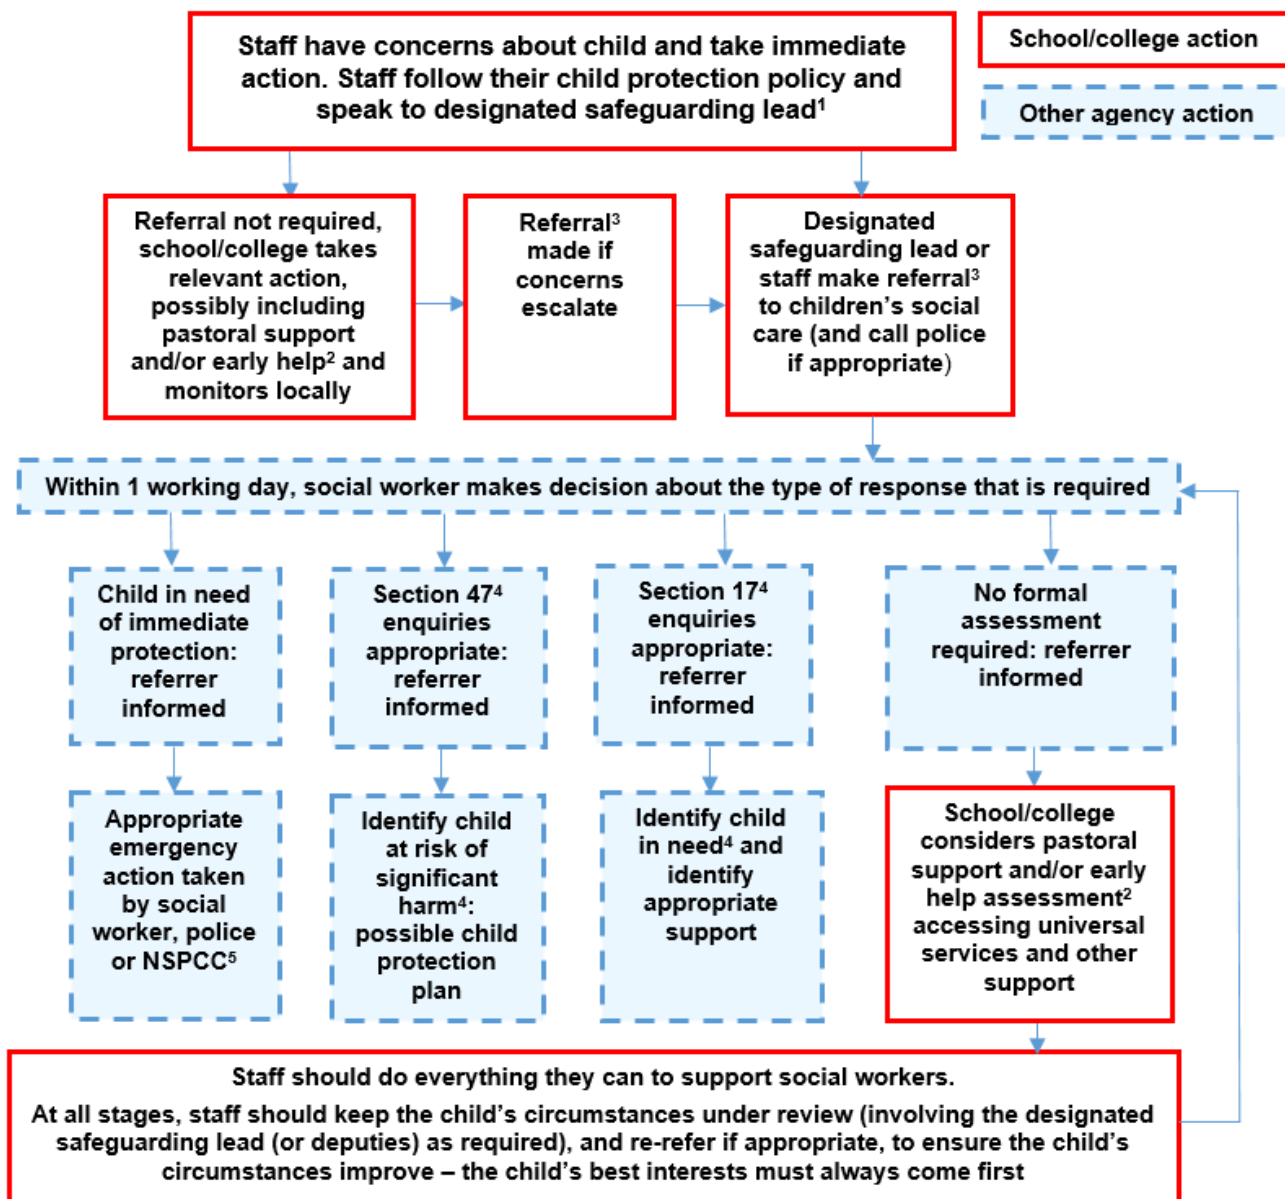 Staff have concerns about child and take immediate
action. Staff follow their child protection policy and
speak to designated safeguarding lead¹
School/college action
Other agency action
Referral not required,
school/college takes
relevant action,
possibly including
pastoral support
and/or early help² and
monitors locally
Referral³
made if
concerns
escalate
Designated
safeguarding lead or
staff make referral³
to children’s social
care (and call police
if appropriate)
Within 1 working day, social worker makes decision about the type of response that is required
Child in need
of immediate
protection:
referrer
informed
Section 47⁴
enquiries
appropriate:
referrer
informed
Section 17⁴
enquiries
appropriate:
referrer
informed
No formal
assessment
required: referrer
informed
Appropriate
emergency
action taken
by social
worker, police
or NSPCC⁵
Identify child
at risk of
significant
harm⁴:
possible child
protection
plan
Identify child
in need⁴ and
identify
appropriate
support
School/college
considers pastoral
support and/or early
help assessment²
accessing universal
services and other
support
Staff should do everything they can to support social workers.
At all stages, staff should keep the child’s circumstances under review (involving the designated
safeguarding lead (or deputies) as required), and re-refer if appropriate, to ensure the child’s
circumstances improve – the child’s best interests must always come first